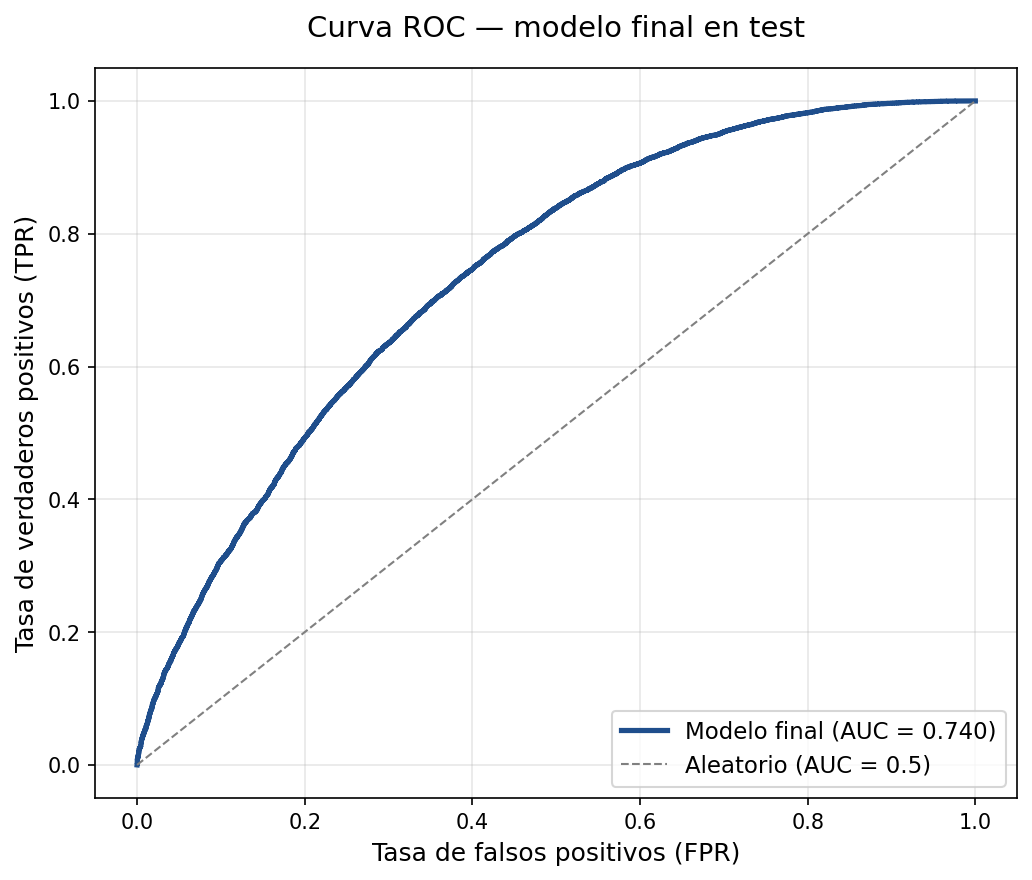 Curva ROC — modelo final en test
Tasa de verdaderos positivos (TPR)
1.0
0.8
0.6
0.4
0.2
0.0
0.0 0.2 0.4 0.6 0.8 1.0
Tasa de falsos positivos (FPR)
Modelo final (AUC = 0.740)
Aleatorio (AUC = 0.5)